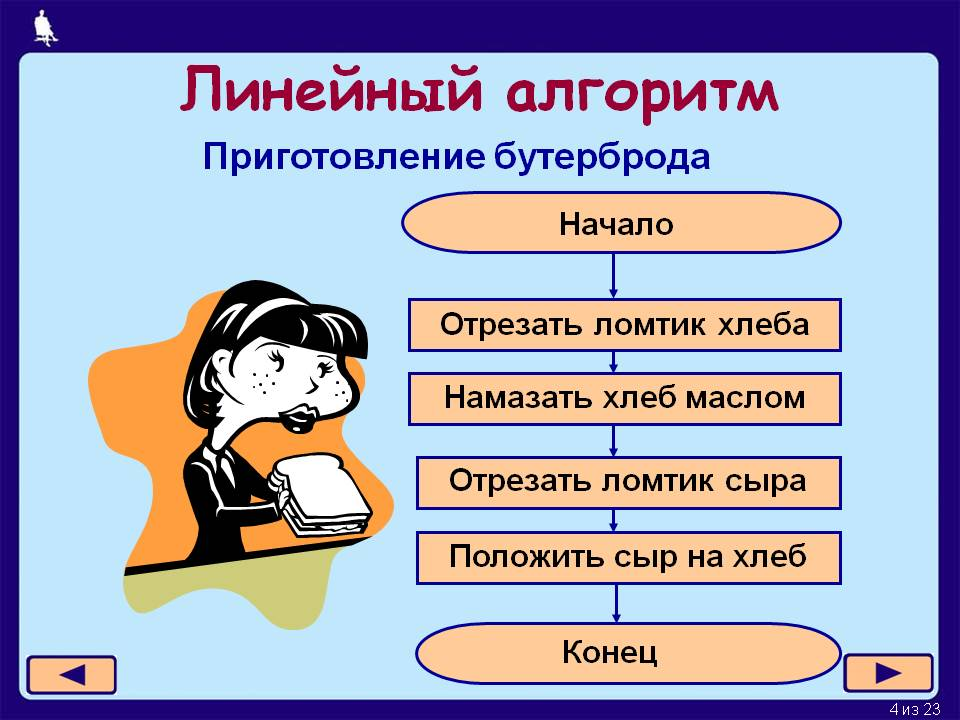 Линейный алгоритм
Приготовление бутерброда
Начало
Отрезать ломтик хлеба
Намазать хлеб маслом
Отрезать ломтик сыра
Положить сыр на хлеб
Конец
4 из 23